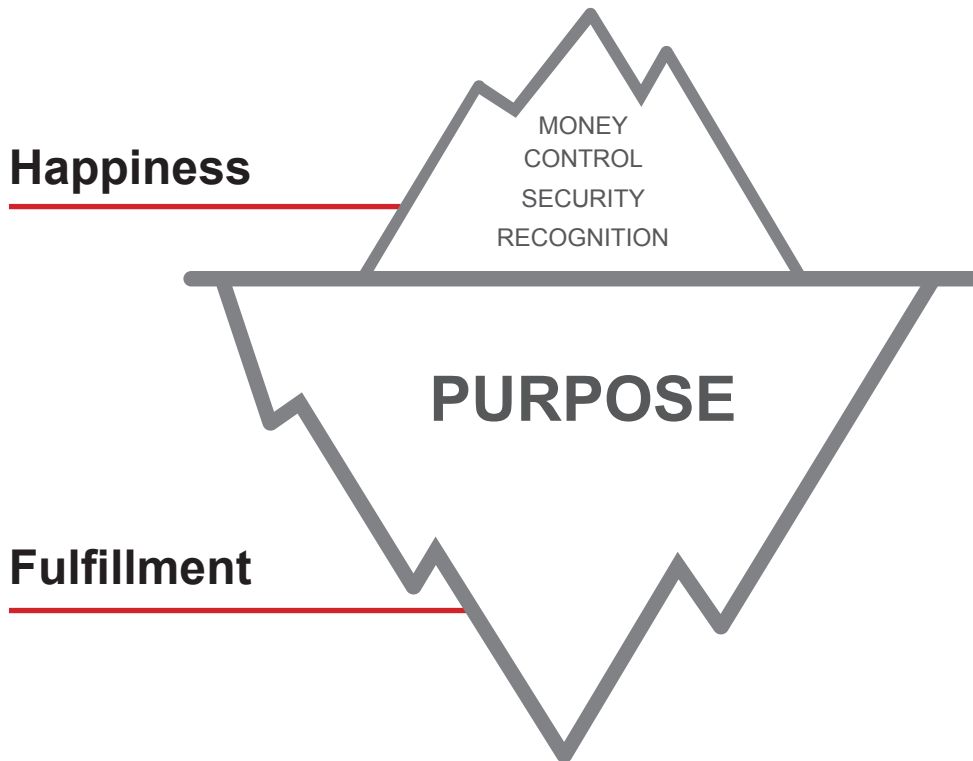 Happiness
MONEY
CONTROL
SECURITY
RECOGNITION
PURPOSE
Fulfillment